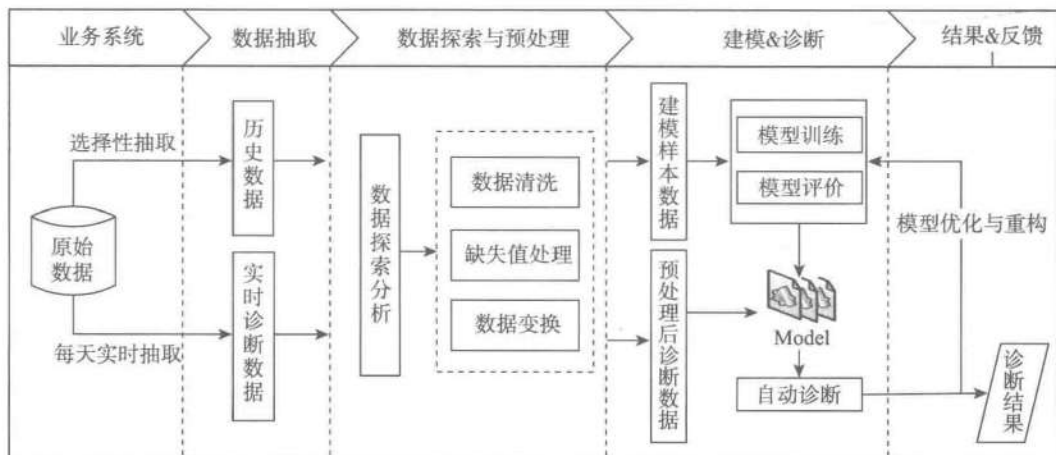 业务系统
数据抽取
数据探索与预处理
建模&诊断
结果&反馈
选择性抽取
原始
数据
每天实时抽取
历史数据
实时诊断数据
数据探索分析
数据清洗
缺失值处理
数据变换
建模样本数据
预处理后诊断数据
模型训练
模型评价
Model
自动诊断
模型优化与重构
诊断结果